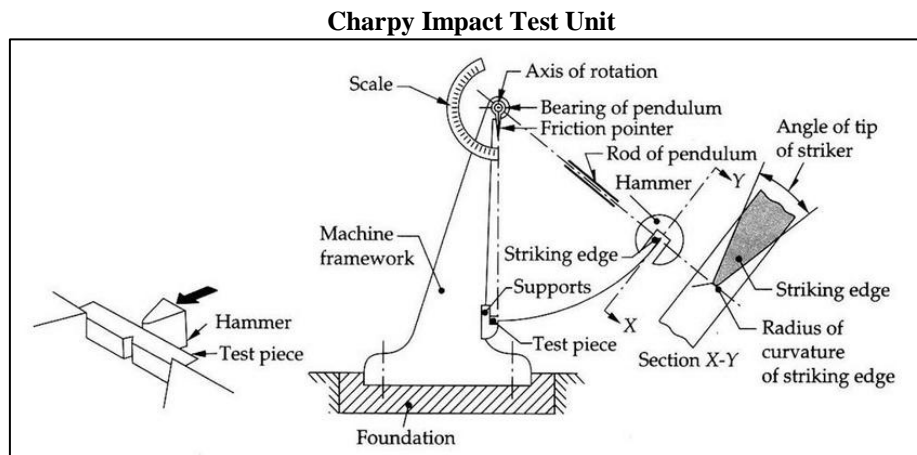 Charpy Impact Test Unit
Scale
Axis of rotation
Bearing of pendulum
Friction pointer
Rod of pendulum
Hammer
Angle of tip
of striker
Y
Machine
framework
Striking edge
Supports
Striking edge
Hammer
Test piece
X
Test piece
Section X-Y
Radius of
curvature
of striking edge
Foundation